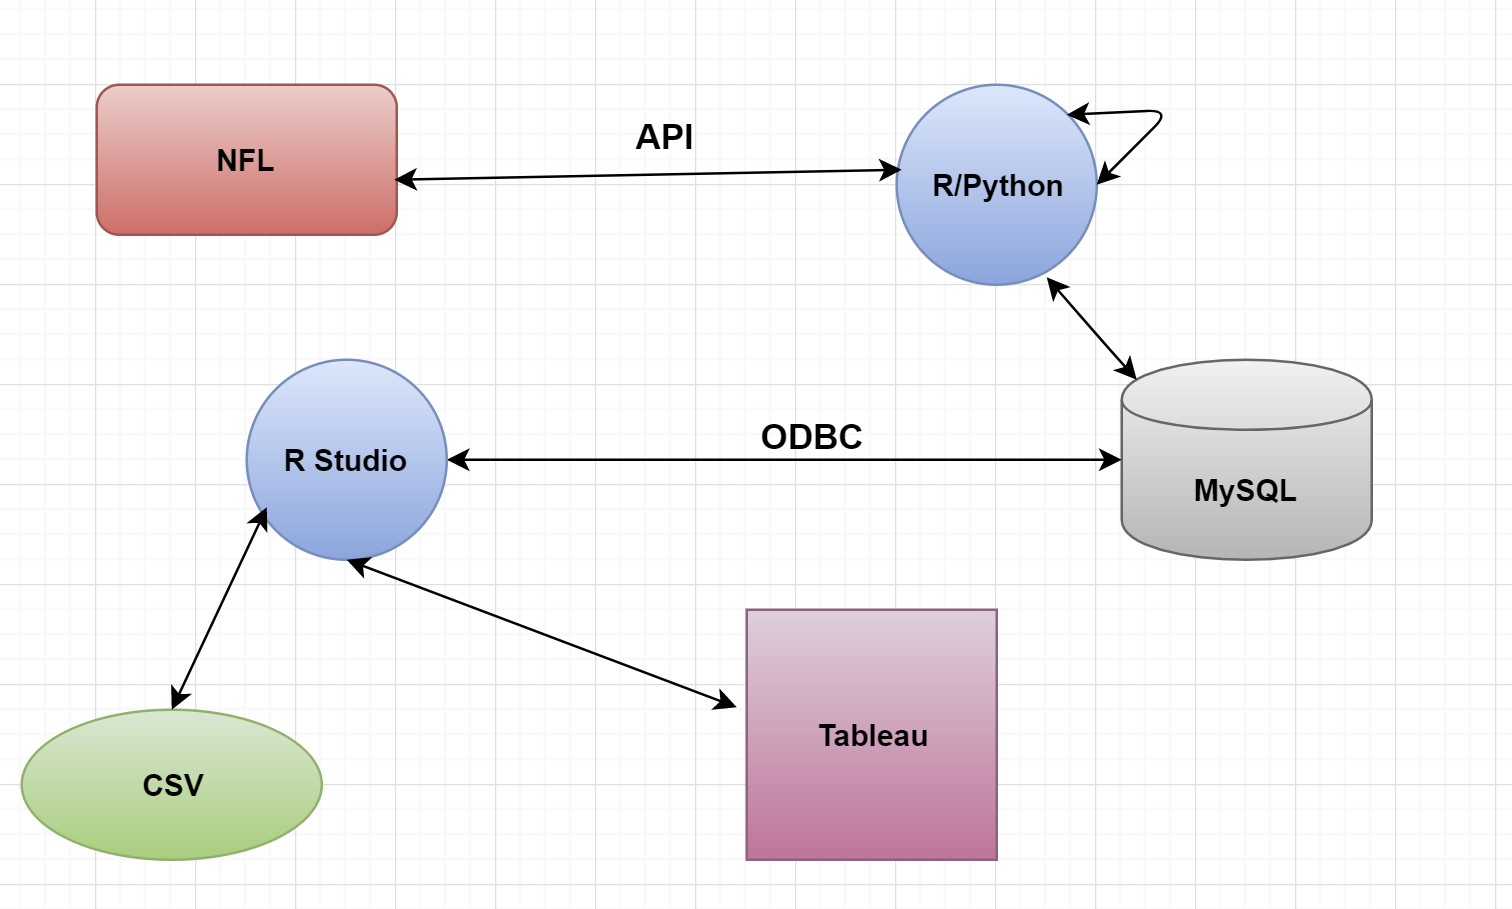 NFL
API
R/Python
R Studio
ODBC
MySQL
Tableau
CSV